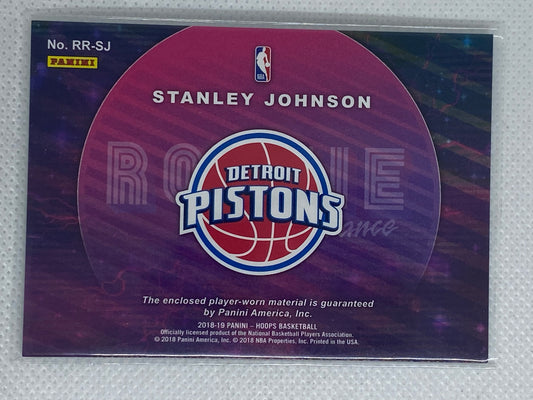 No. RR-SJ
PANINI
NBA
STANLEY JOHNSON
ROOKIE
DETROIT
PISTONS
The enclosed player-worn material is guaranteed
by Panini America, Inc.
2018-19 PANINI – HOOPS BASKETBALL
Officially licensed product of the National Basketball Players Association.
© 2018 Panini America, Inc. © 2018 NBA Properties, Inc. Printed in the USA.